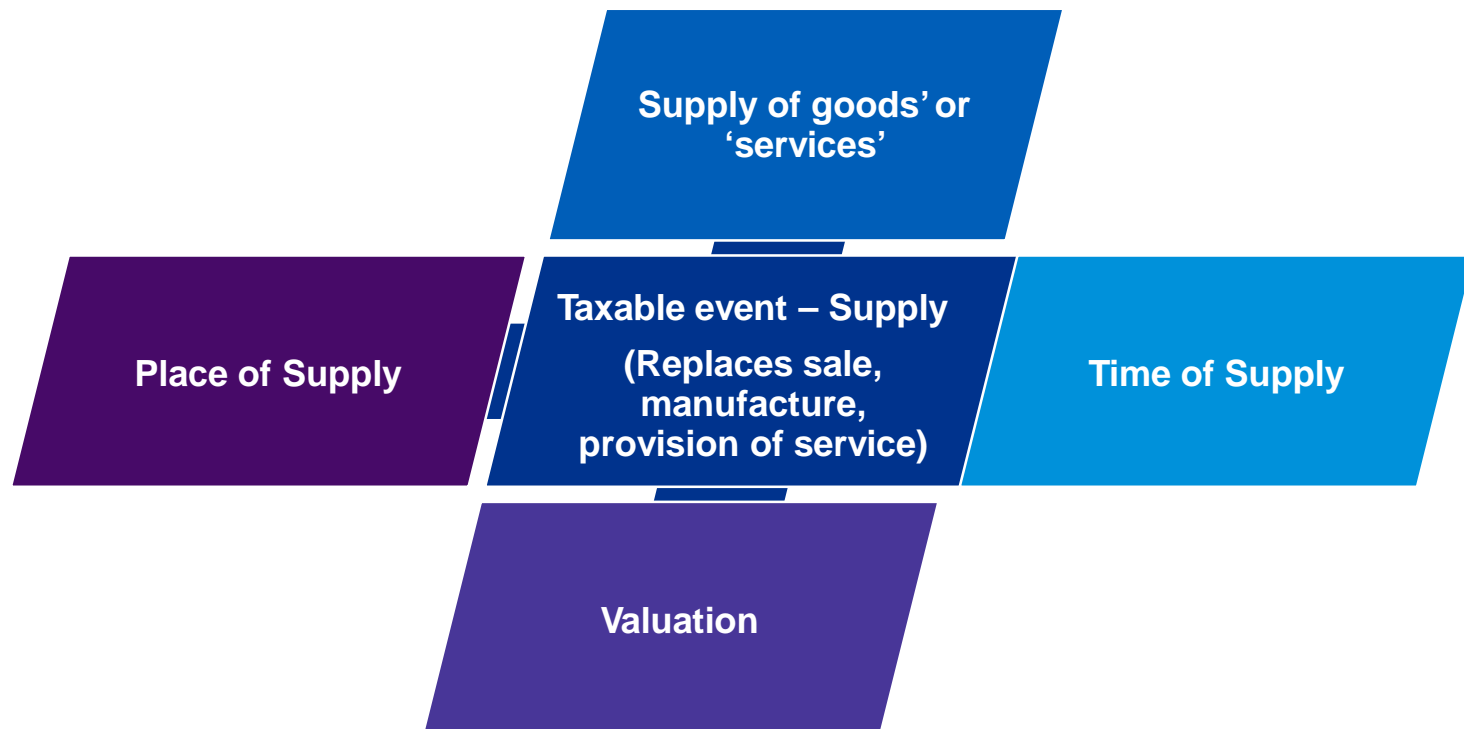 Supply of goods’ or
‘services’
Place of Supply
Taxable event – Supply
(Replaces sale,
manufacture,
provision of service)
Time of Supply
Valuation